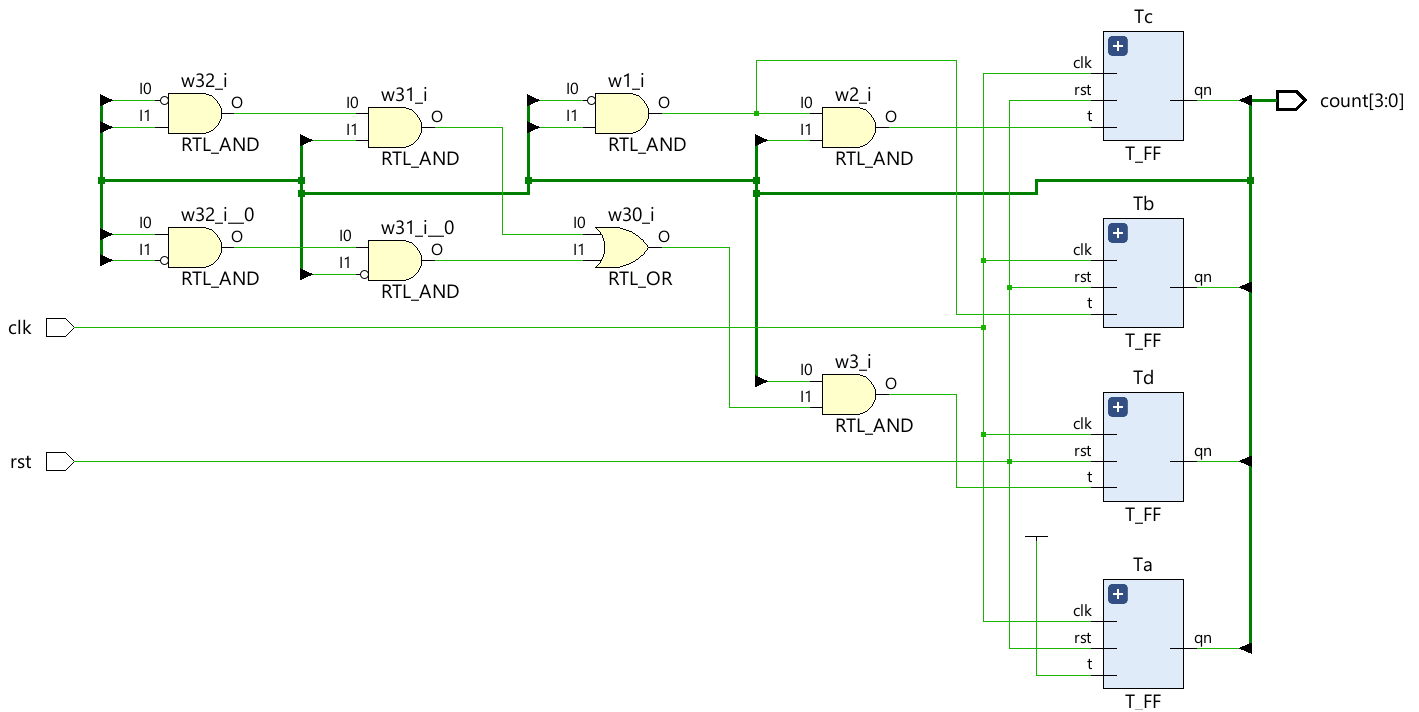 Tc
clk
rst
t
qn
T_FF
count[3:0]
w32_i
I0
I1
O
RTL_AND
w31_i
I0
I1
O
RTL_AND
w1_i
I0
I1
O
RTL_AND
w2_i
I0
I1
O
RTL_AND
w32_i__0
I0
I1
O
RTL_AND
w31_i__0
I0
I1
O
RTL_AND
w30_i
I0
I1
O
RTL_OR
Tb
clk
rst
t
qn
T_FF
clk
w3_i
I0
I1
O
RTL_AND
Td
clk
rst
t
qn
T_FF
rst
Ta
clk
rst
t
qn
T_FF